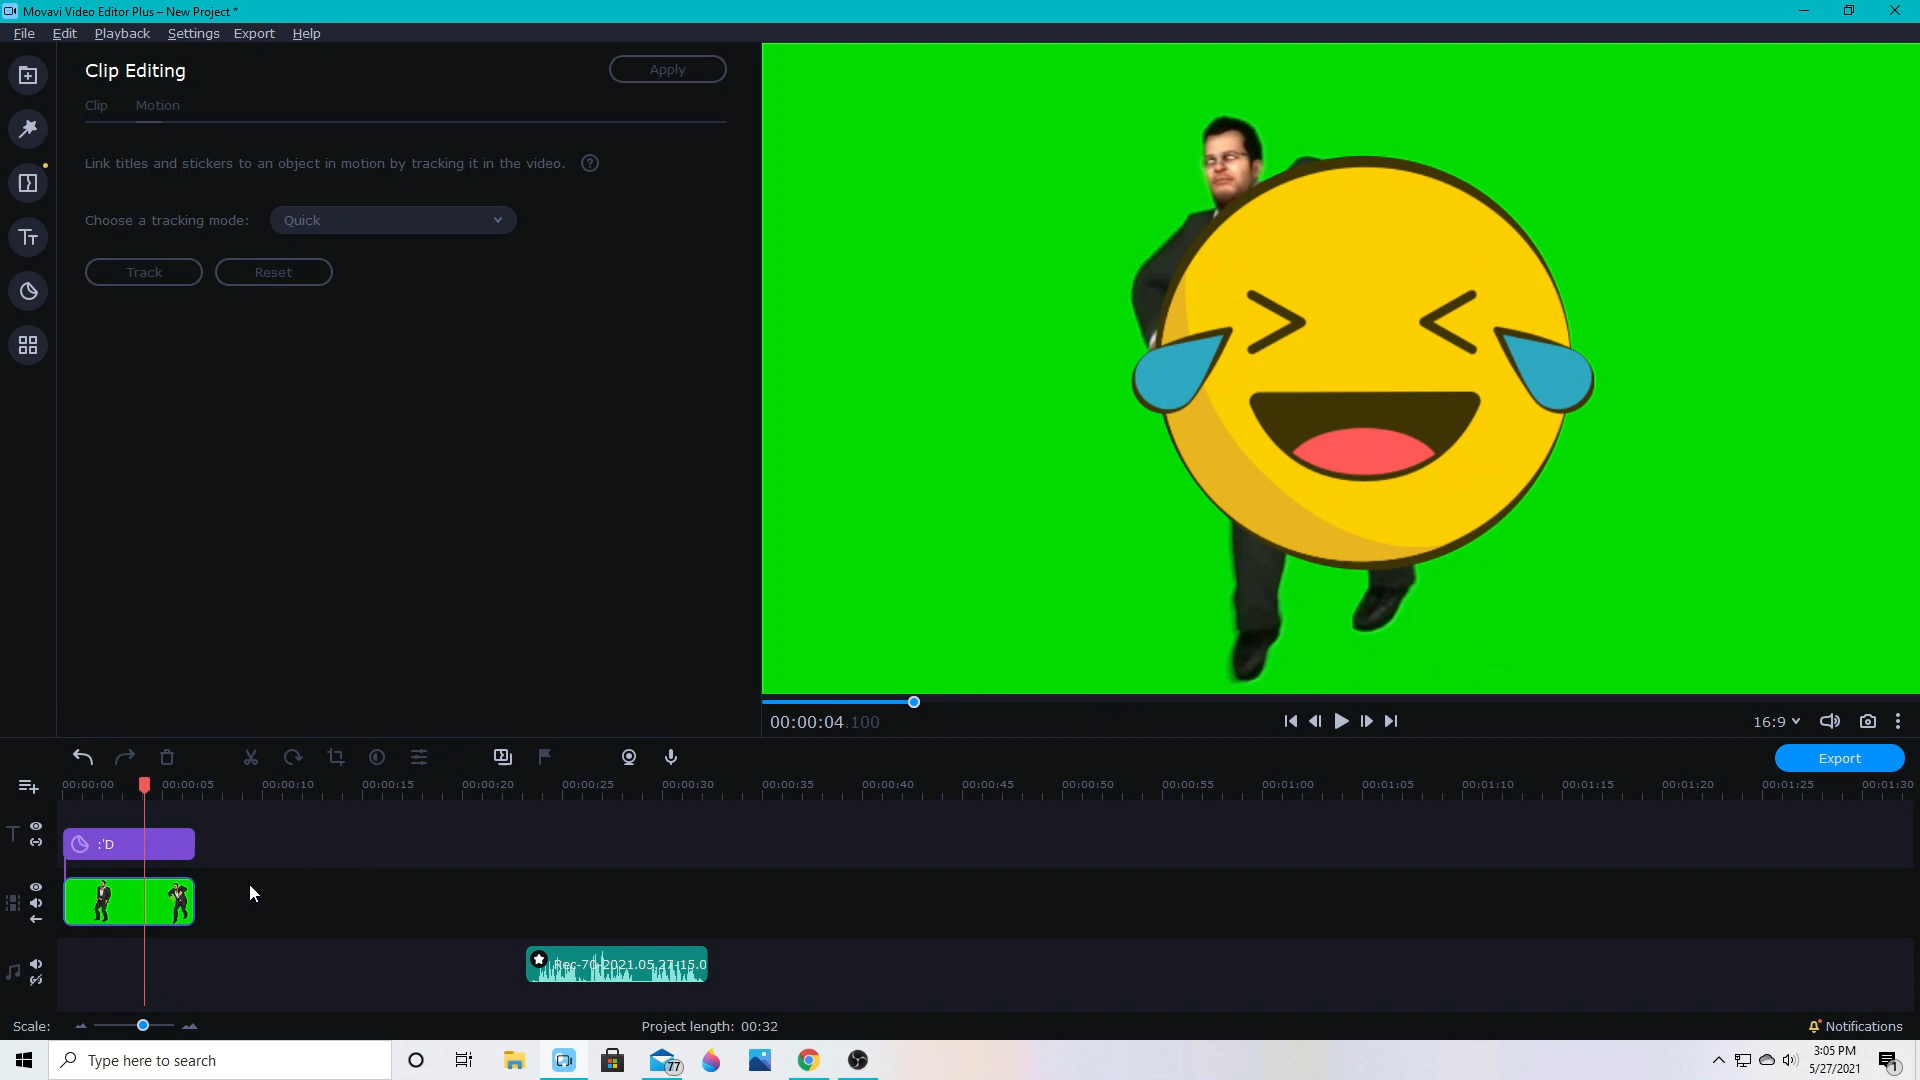 Movavi Video Editor Plus – New Project *
File Edit Playback Settings Export Help
Clip Editing
Apply
Clip Motion
Link titles and stickers to an object in motion by tracking it in the video. ?
Choose a tracking mode: Quick
Track Reset
00:00:04.100
16:9
Export
00:00:00 00:00:05 00:00:10 00:00:15 00:00:20 00:00:25 00:00:30 00:00:35 00:00:40 00:00:45 00:00:50 00:00:55 00:01:00 00:01:05 00:01:10 00:01:15 00:01:20 00:01:25 00:01:30
:'D
Rec-70-2021.05.27-15.0
Scale:
Project length: 00:32
Notifications
Type here to search
77
3:05 PM
5/27/2021
1